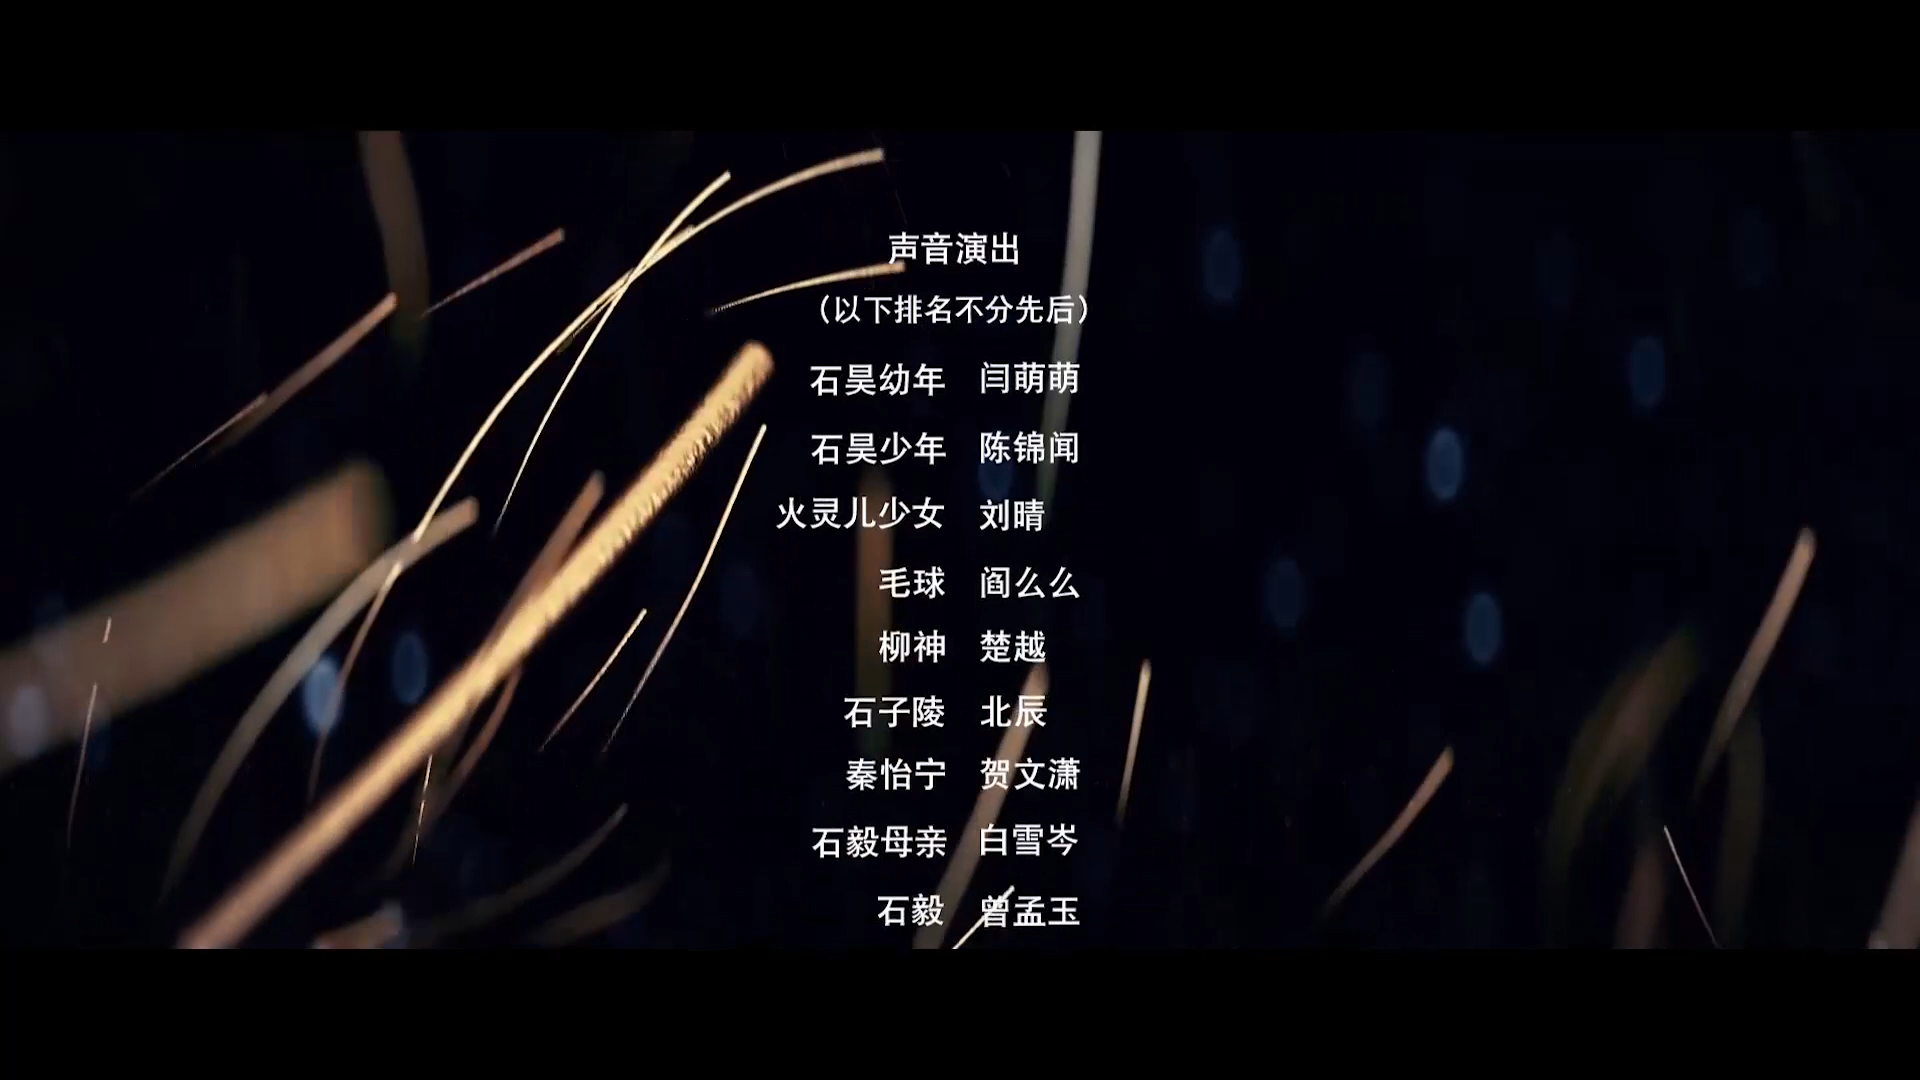 声音演出
（以下排名不分先后）
石昊幼年 闫萌萌
石昊少年 陈锦闻
火灵儿少女 刘晴
毛球 阎么么
柳神 楚越
石子陵 北辰
秦怡宁 贺文潇
石毅母亲 白雪岑
石毅 曾孟玉